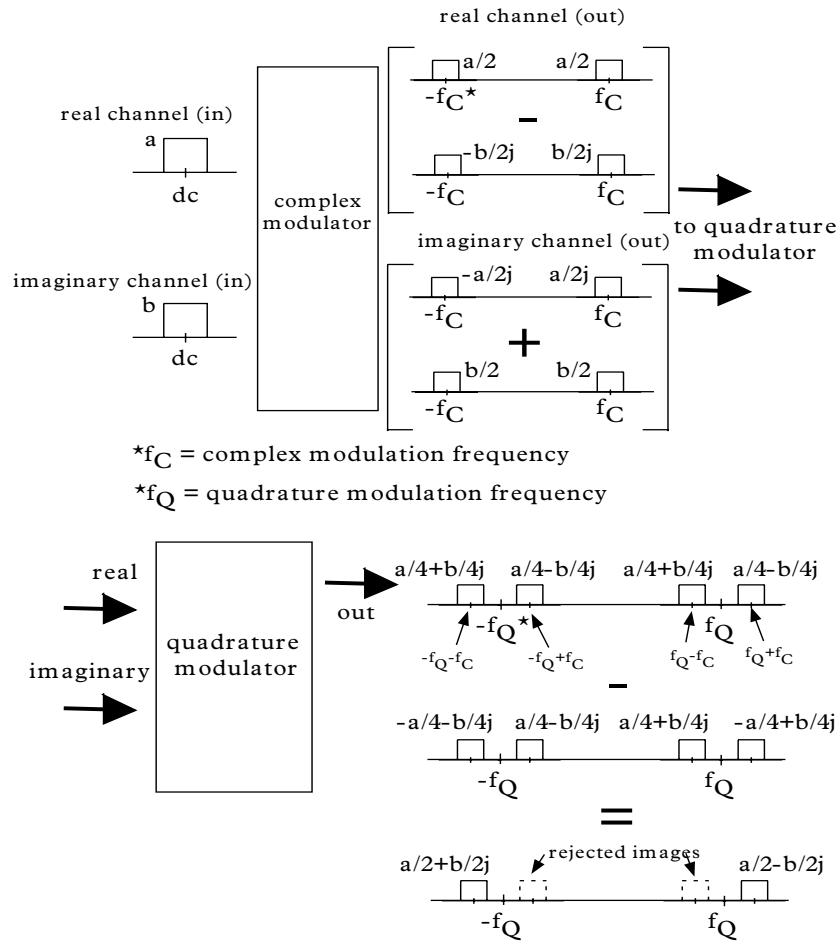 real channel (out)
a/2 a/2
-fC★ fC
real channel (in)
a
dc
-
-b/2j b/2j
-fC fC
complex
modulator
to quadrature
modulator
imaginary channel (out)
imaginary channel (in)
b
dc
-a/2j a/2j
-fC fC
+
b/2 b/2
-fC fC
★fC = complex modulation frequency
★fQ = quadrature modulation frequency
real
imaginary
quadrature
modulator
out
a/4+b/4j a/4-b/4j a/4+b/4j a/4-b/4j
-fQ★ fQ
-fQ-fC -fQ+fC fQ-fC fQ+fC
-
-a/4-b/4j a/4-b/4j a/4+b/4j -a/4+b/4j
-fQ fQ
=
rejected images
a/2+b/2j a/2-b/2j
-fQ fQ